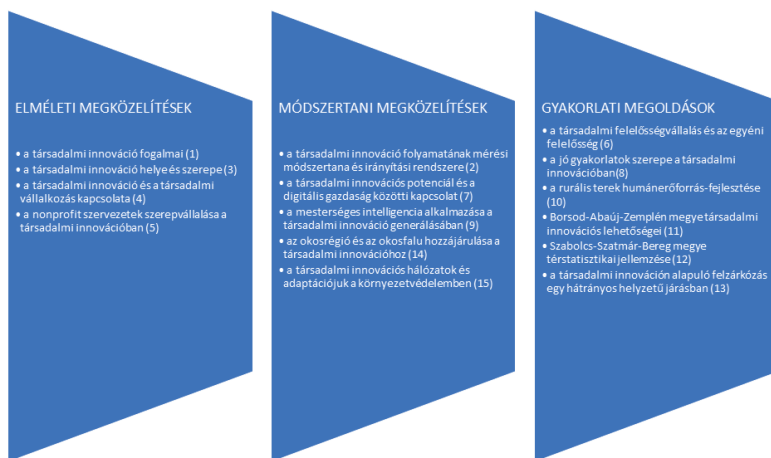 ELMÉLETI MEGKÖZELÍTÉSEK
• a társadalmi innováció fogalmai (1)
• a társadalmi innováció helye és szerepe (3)
• a társadalmi innováció és a társadalmi
vállalkozás kapcsolata (4)
• a nonprofit szervezetek szerepvállalása a
társadalmi innovációban (5)
MÓDSZERTANI MEGKÖZELÍTÉSEK
• a társadalmi innováció folyamatának mérési
módszertana és irányítási rendszere (2)
• a társadalmi innovációs potenciál és a
digitális gazdaság közötti kapcsolat (7)
• a mesterséges intelligencia alkalmazása a
társadalmi innováció generálásában (9)
• az okosrégió és az okosfalu hozzájárulása a
társadalmi innovációhoz (14)
• a társadalmi innovációs hálózatok és
adaptációjuk a környezetvédelemben (15)
GYAKORLATI MEGOLDÁSOK
• a társadalmi felelősségvállalás és az egyéni
felelősség (6)
• a jó gyakorlatok szerepe a társadalmi
innovációban(8)
• a rurális terek humánerőforrás-fejlesztése
(10)
• Borsod-Abaúj-Zemplén megye társadalmi
innovációs lehetőségei (11)
• Szabolcs-Szatmár-Bereg megye
térstatisztikai jellemzése (12)
• a társadalmi innováción alapuló felzárkózás
egy hátrányos helyzetű járásban (13)